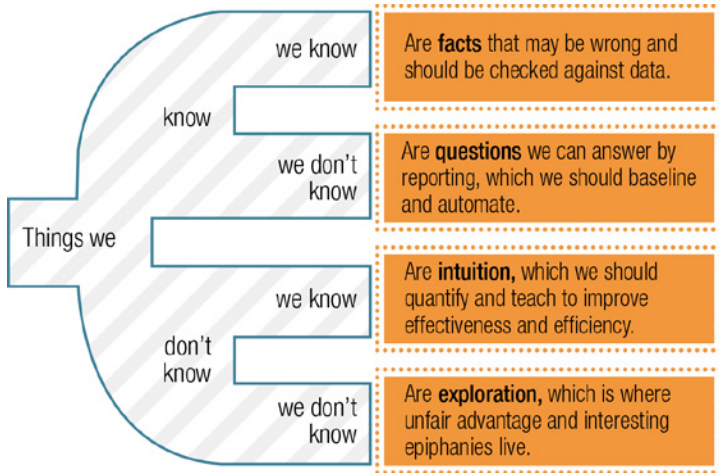 we know
Are facts that may be wrong and
should be checked against data.
know
we don't
know
Are questions we can answer by
reporting, which we should baseline
and automate.
Things we
we know
Are intuition, which we should
quantify and teach to improve
effectiveness and efficiency.
don't
know
we don't
know
Are exploration, which is where
unfair advantage and interesting
epiphanies live.